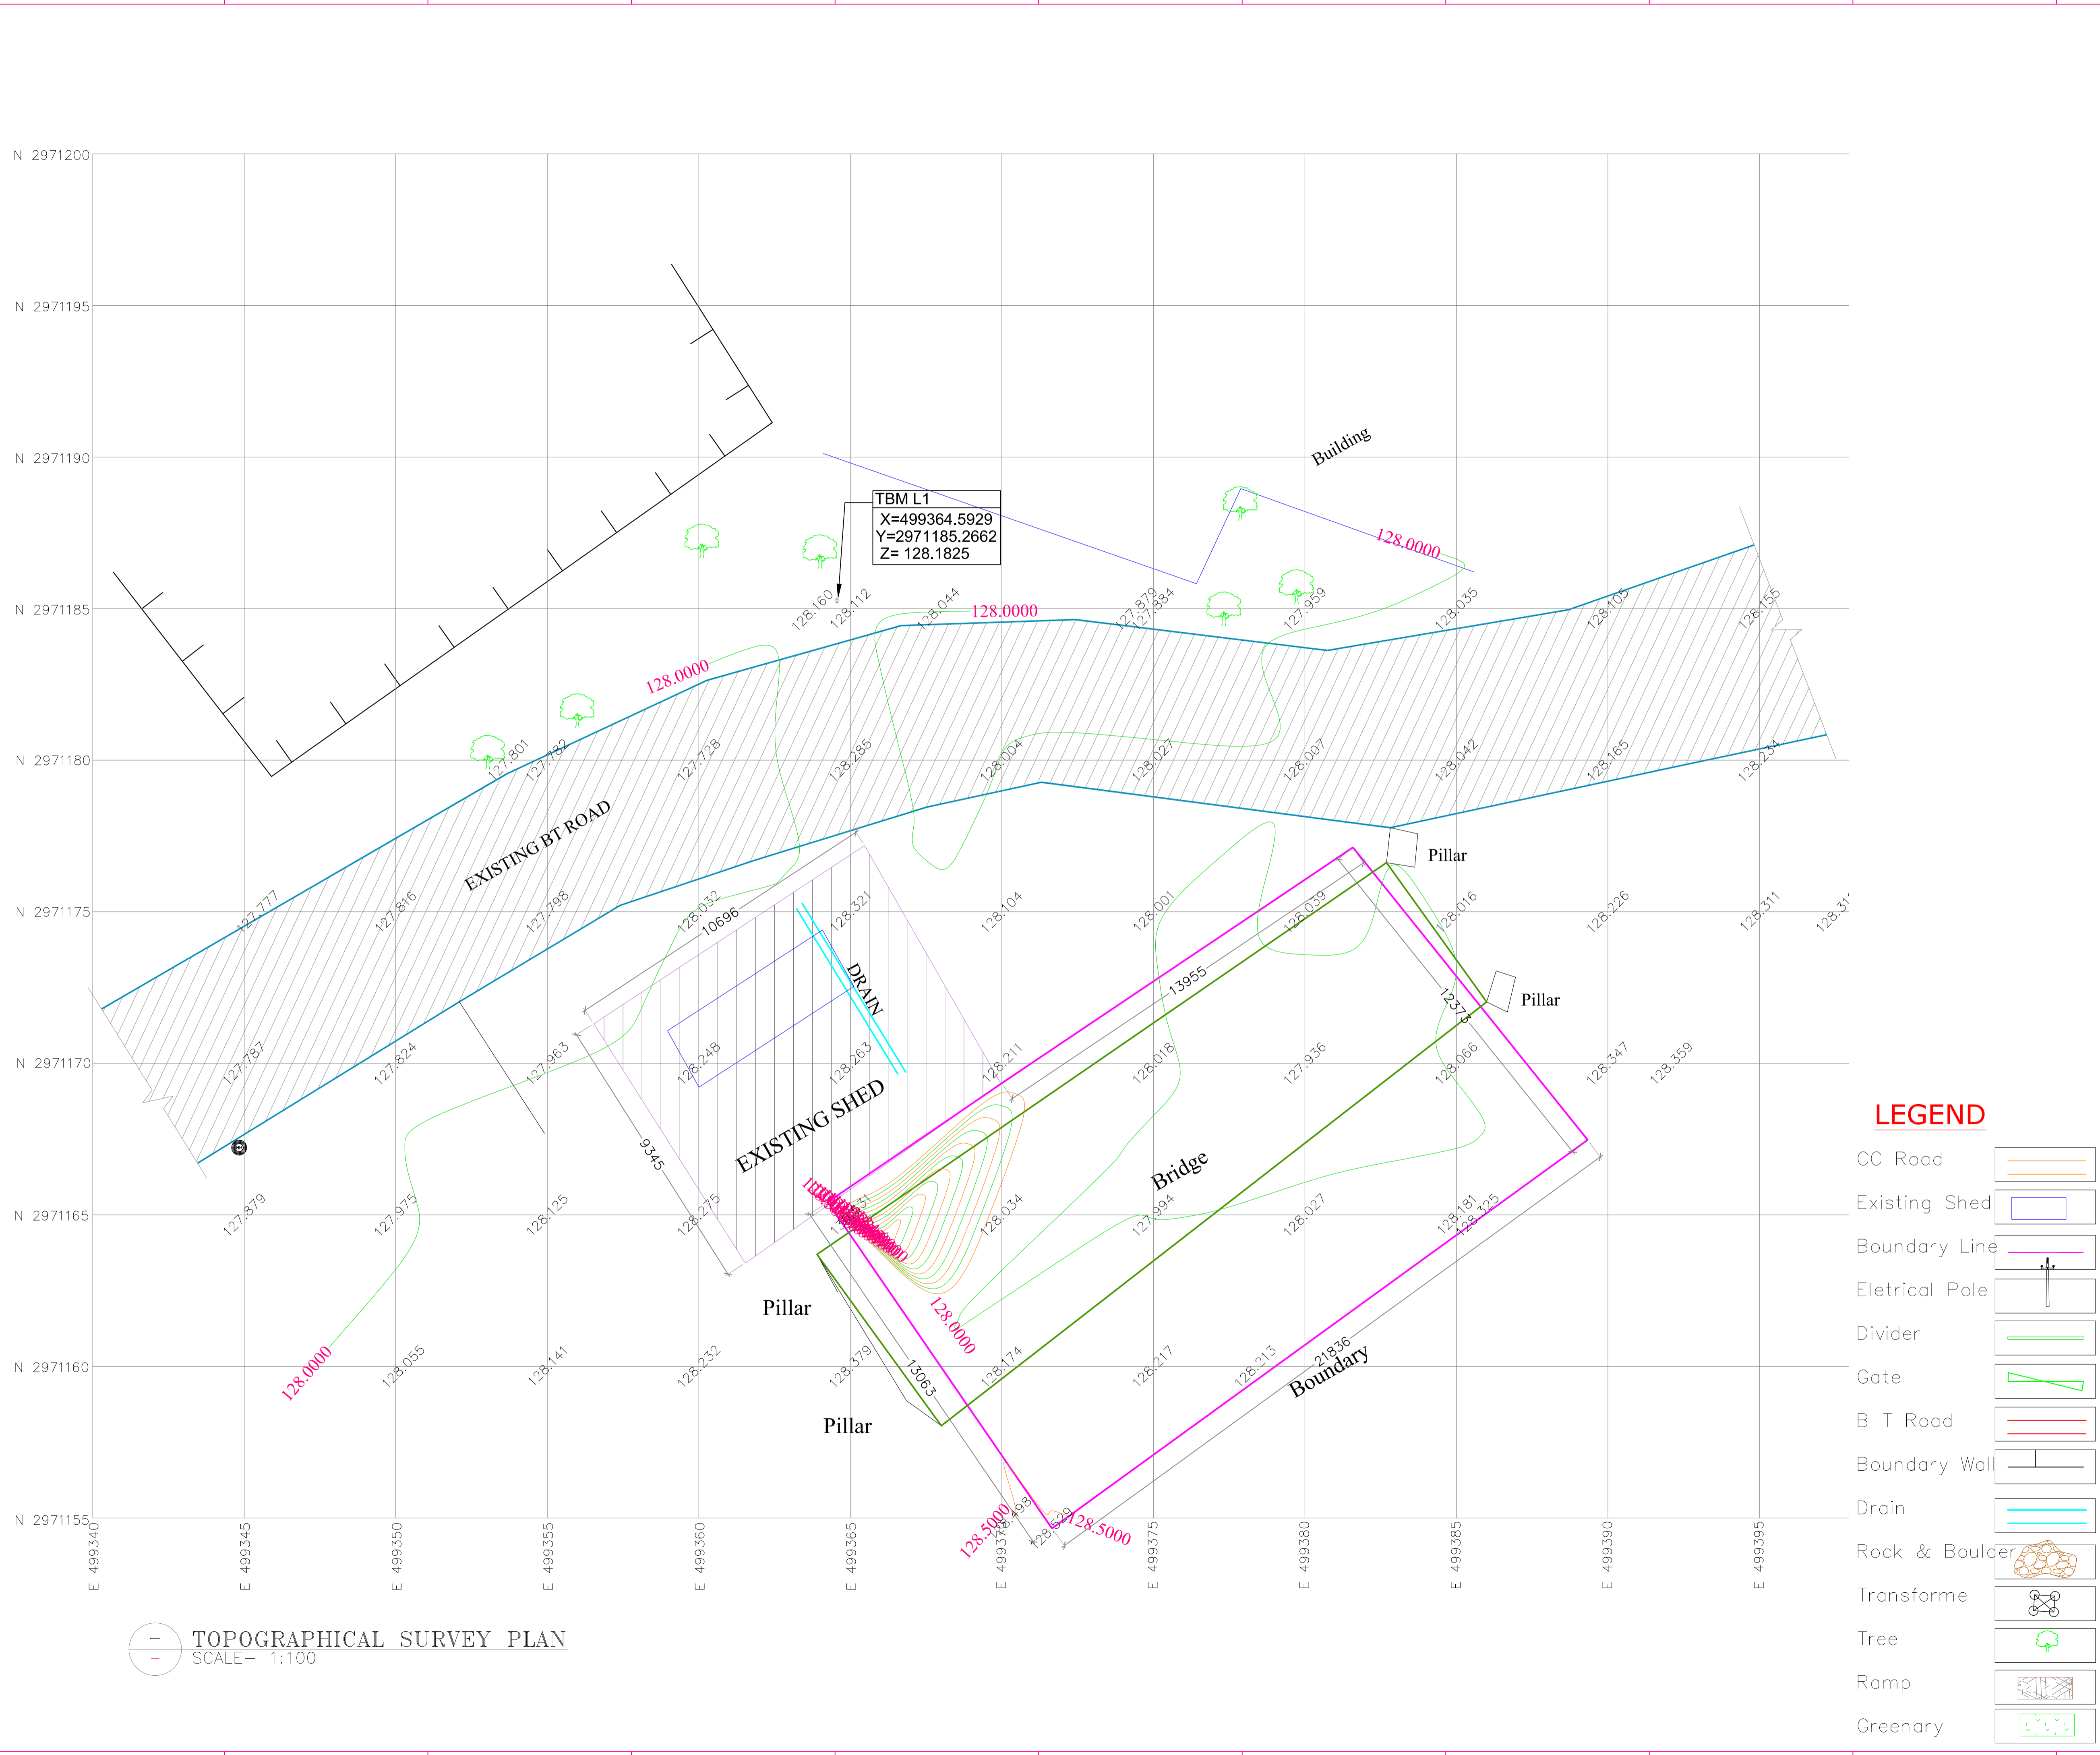 N 2971200
N 2971195
N 2971190
Building
TBM L1
X=499364.5929
Y=2971185.2662
Z= 128.1825
128.0000
N 2971185
128.160
128.112
128.044
128.0000
127.879
127.884
127.959
128.035
128.105
128.155
128.0000
N 2971180
127.801
127.782
127.728
128.285
128.004
128.027
128.007
128.042
128.165
128.234
EXISTING BT ROAD
Pillar
N 2971175
127.777
127.816
127.798
128.032
10696
128.321
128.104
128.001
128.039
128.016
128.226
128.311
DRAIN
13955
12373
Pillar
N 2971170
127.787
127.824
127.963
128.248
128.263
128.211
128.018
127.936
128.066
128.347
128.359
EXISTING SHED
9345
Bridge
N 2971165
127.879
127.975
128.125
128.275
128.034
127.994
128.027
128.181
128.325
Pillar
128.0000
N 2971160
128.0000
128.055
128.141
128.232
128.379
13063
128.174
128.217
128.213
21836
Boundary
Pillar
N 2971155
128.5000
128.498
128.529
128.5000
E 499340
E 499345
E 499350
E 499355
E 499360
E 499365
E 499370
E 499375
E 499380
E 499385
E 499390
E 499395
TOPOGRAPHICAL SURVEY PLAN
SCALE- 1:100
LEGEND
CC Road
Existing Shed
Boundary Line
Eletrical Pole
Divider
Gate
B T Road
Boundary Wall
Drain
Rock & Boulder
Transforme
Tree
Ramp
Greenary